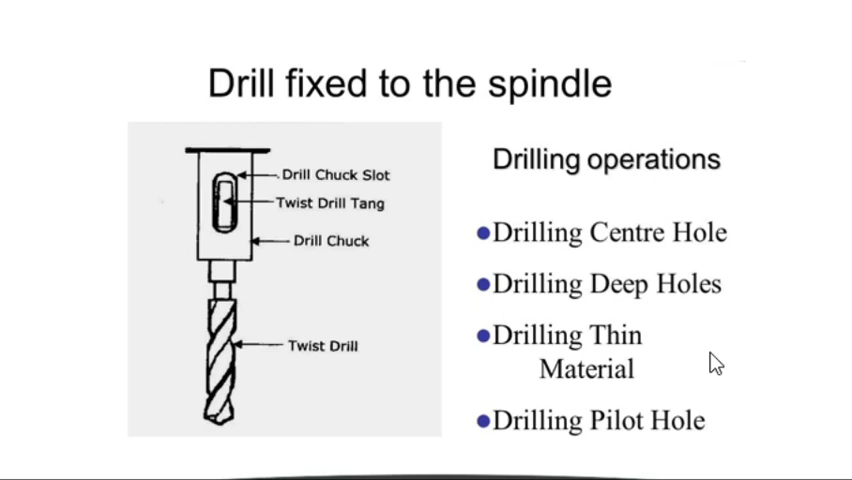 Drill fixed to the spindle
Drill Chuck Slot
Twist Drill Tang
Drill Chuck
Twist Drill
Drilling operations
●Drilling Centre Hole
●Drilling Deep Holes
●Drilling Thin
Material
●Drilling Pilot Hole